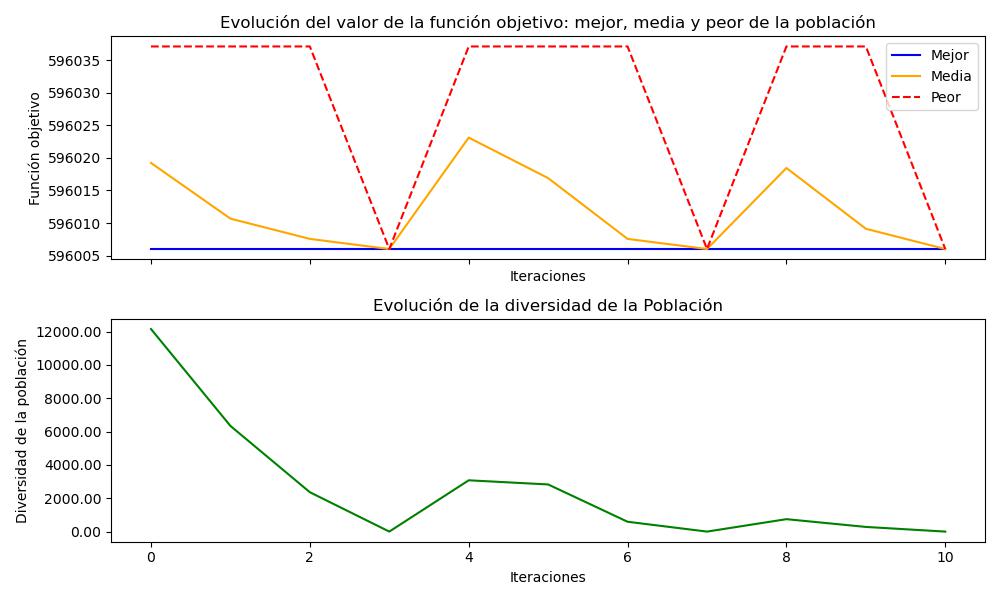 Evolución del valor de la función objetivo: mejor, media y peor de la población
Función objetivo
596035
596030
596025
596020
596015
596010
596005
Mejor
Media
Peor
Iteraciones
Evolución de la diversidad de la Población
Diversidad de la población
12000.00
10000.00
8000.00
6000.00
4000.00
2000.00
0.00
0 2 4 6 8 10
Iteraciones